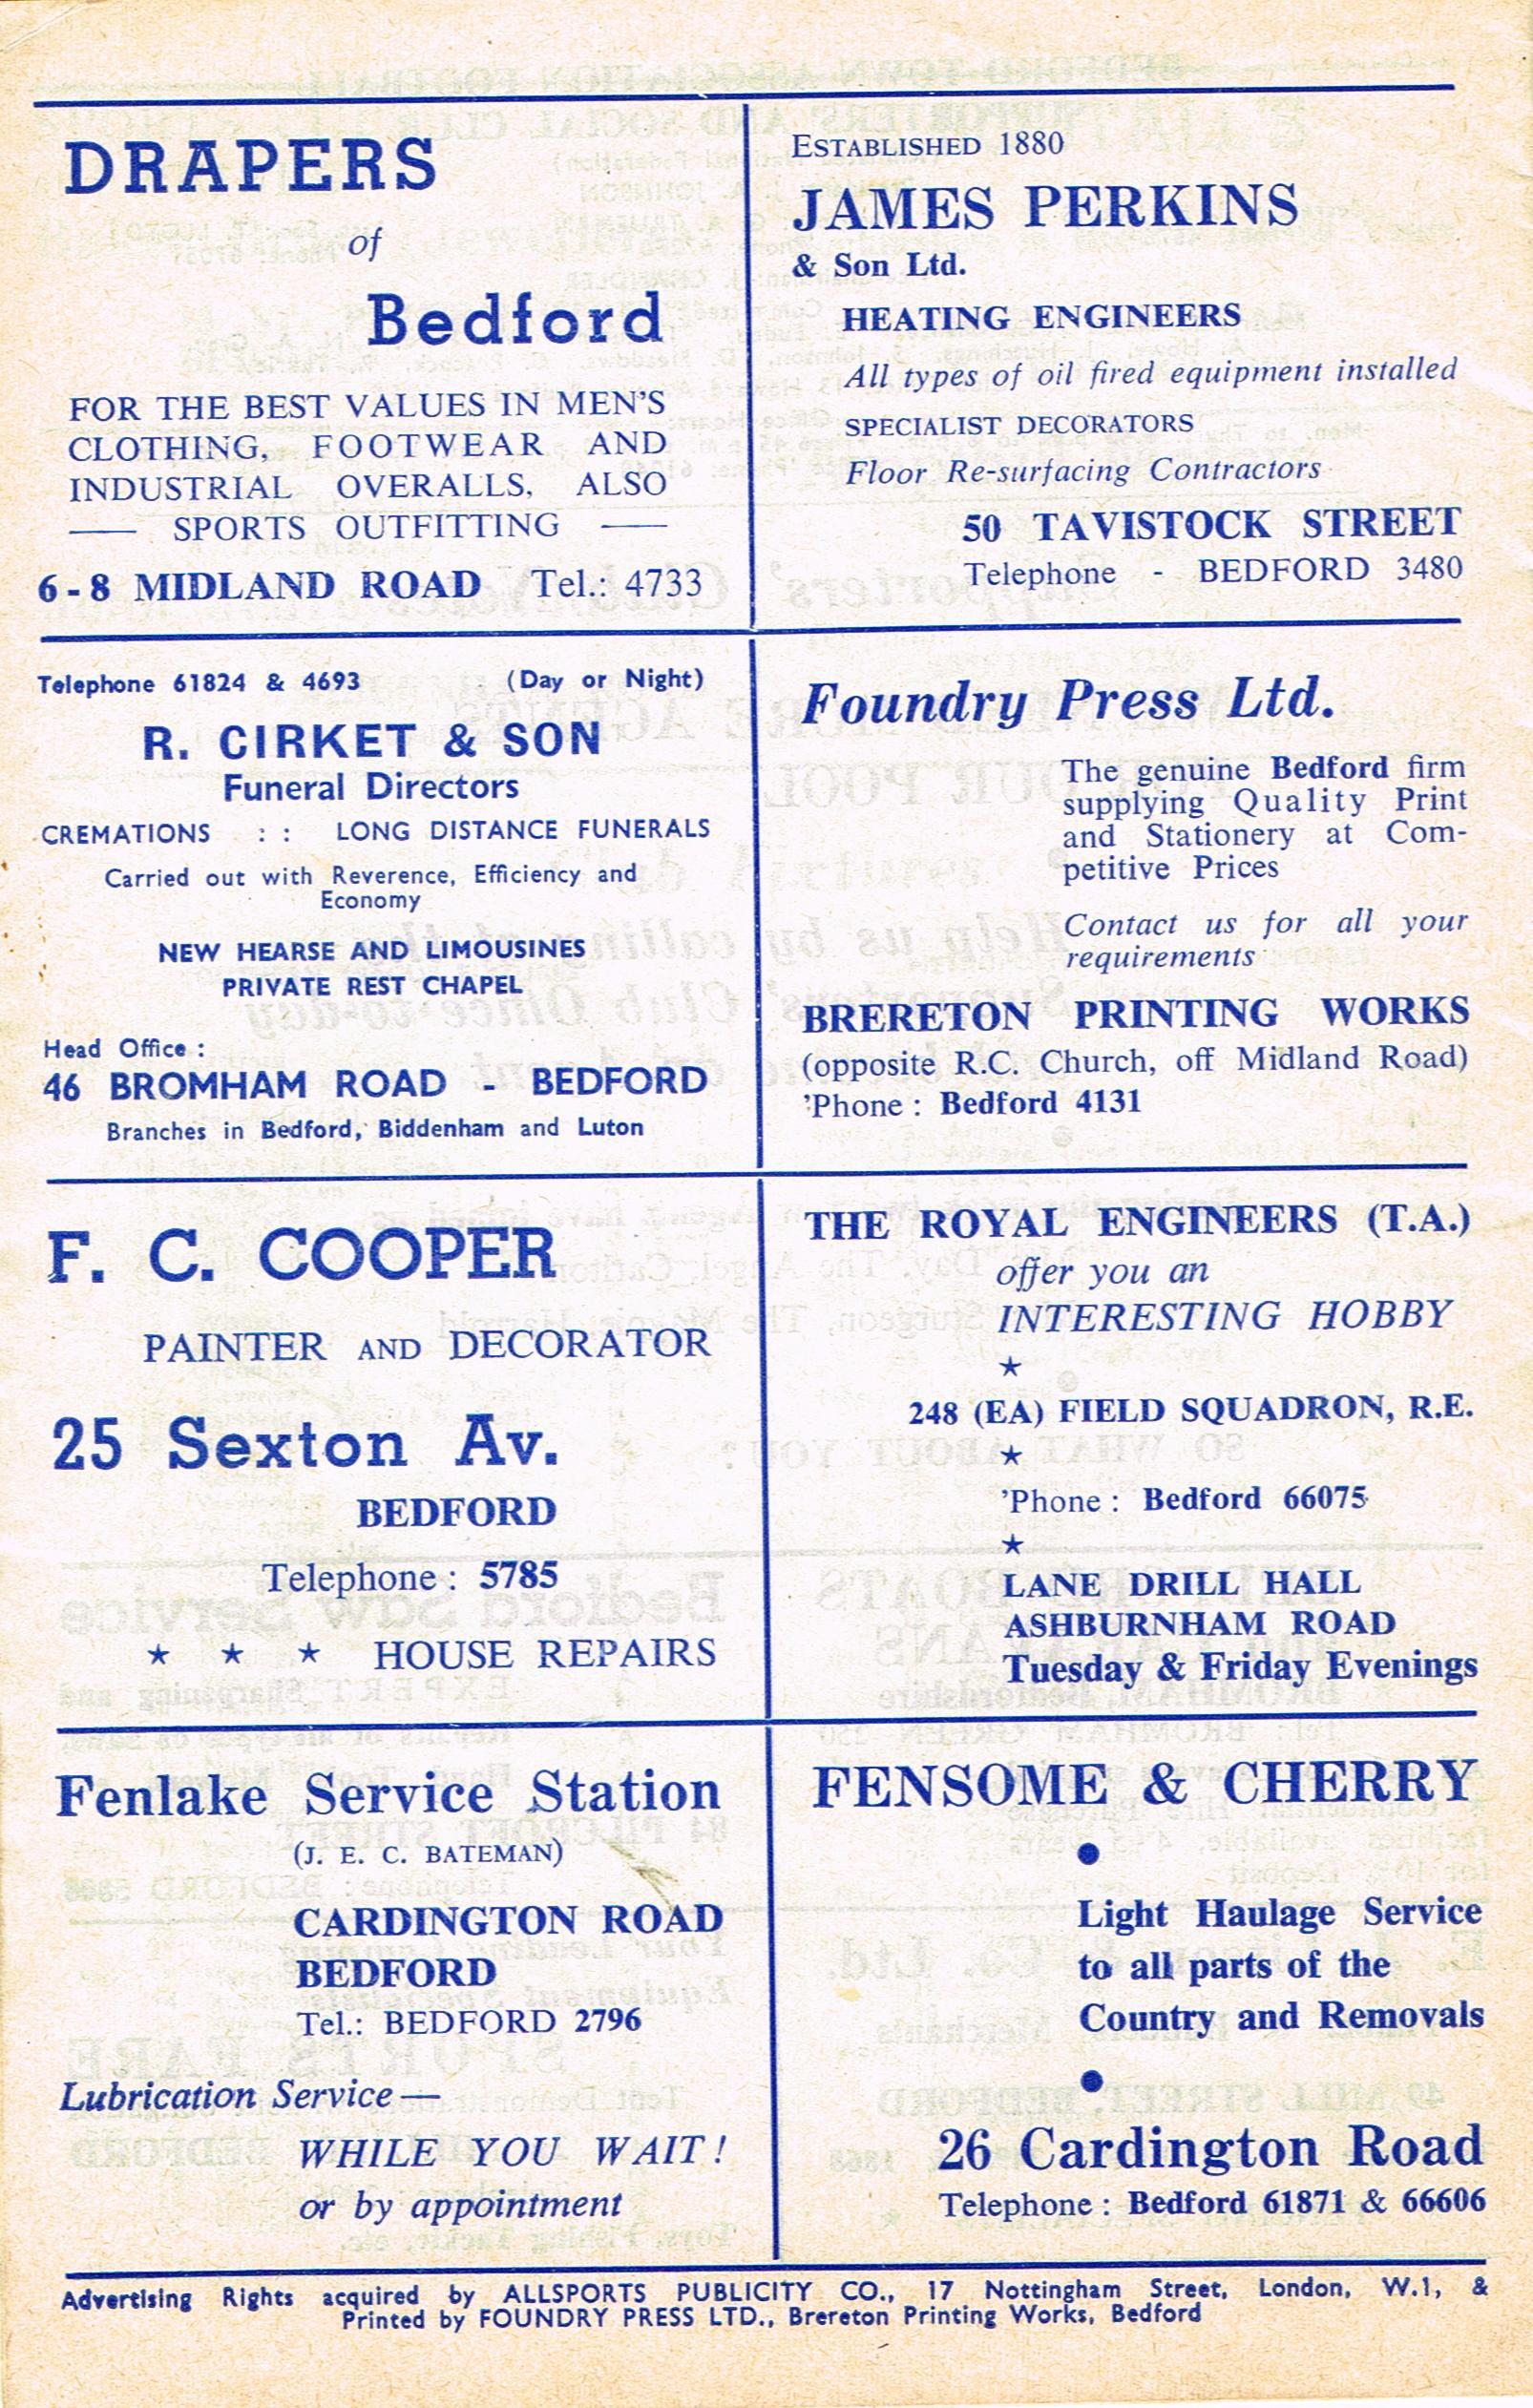 DRAPERS
of
Bedford
FOR THE BEST VALUES IN MEN'S
CLOTHING, FOOTWEAR AND
INDUSTRIAL OVERALLS, ALSO
—— SPORTS OUTFITTING ——
6-8 MIDLAND ROAD Tel.: 4733
ESTABLISHED 1880
JAMES PERKINS
& Son Ltd.
HEATING ENGINEERS
All types of oil fired equipment installed
SPECIALIST DECORATORS
Floor Re-surfacing Contractors
50 TAVISTOCK STREET
Telephone - BEDFORD 3480
Telephone 61824 & 4693 (Day or Night)
R. CIRKET & SON
Funeral Directors
CREMATIONS : : LONG DISTANCE FUNERALS
Carried out with Reverence, Efficiency and
Economy
NEW HEARSE AND LIMOUSINES
PRIVATE REST CHAPEL
Head Office :
46 BROMHAM ROAD - BEDFORD
Branches in Bedford, Biddenham and Luton
Foundry Press Ltd.
The genuine Bedford firm
supplying Quality Print
and Stationery at Com-
petitive Prices
Contact us for all your
requirements
BRERETON PRINTING WORKS
(opposite R.C. Church, off Midland Road)
'Phone : Bedford 4131
F. C. COOPER
PAINTER AND DECORATOR
25 Sexton Av.
BEDFORD
Telephone : 5785
★ ★ ★ HOUSE REPAIRS
THE ROYAL ENGINEERS (T.A.)
offer you an
INTERESTING HOBBY
★
248 (EA) FIELD SQUADRON, R.E.
★
'Phone : Bedford 66075
★
LANE DRILL HALL
ASHBURNHAM ROAD
Tuesday & Friday Evenings
Fenlake Service Station
(J. E. C. BATEMAN)
CARDINGTON ROAD
BEDFORD
Tel.: BEDFORD 2796
Lubrication Service —
WHILE YOU WAIT!
or by appointment
FENSOME & CHERRY
●
Light Haulage Service
to all parts of the
Country and Removals
●
26 Cardington Road
Telephone : Bedford 61871 & 66606
Advertising Rights acquired by ALLSPORTS PUBLICITY CO., 17 Nottingham Street, London, W.1, &
Printed by FOUNDRY PRESS LTD., Brereton Printing Works, Bedford